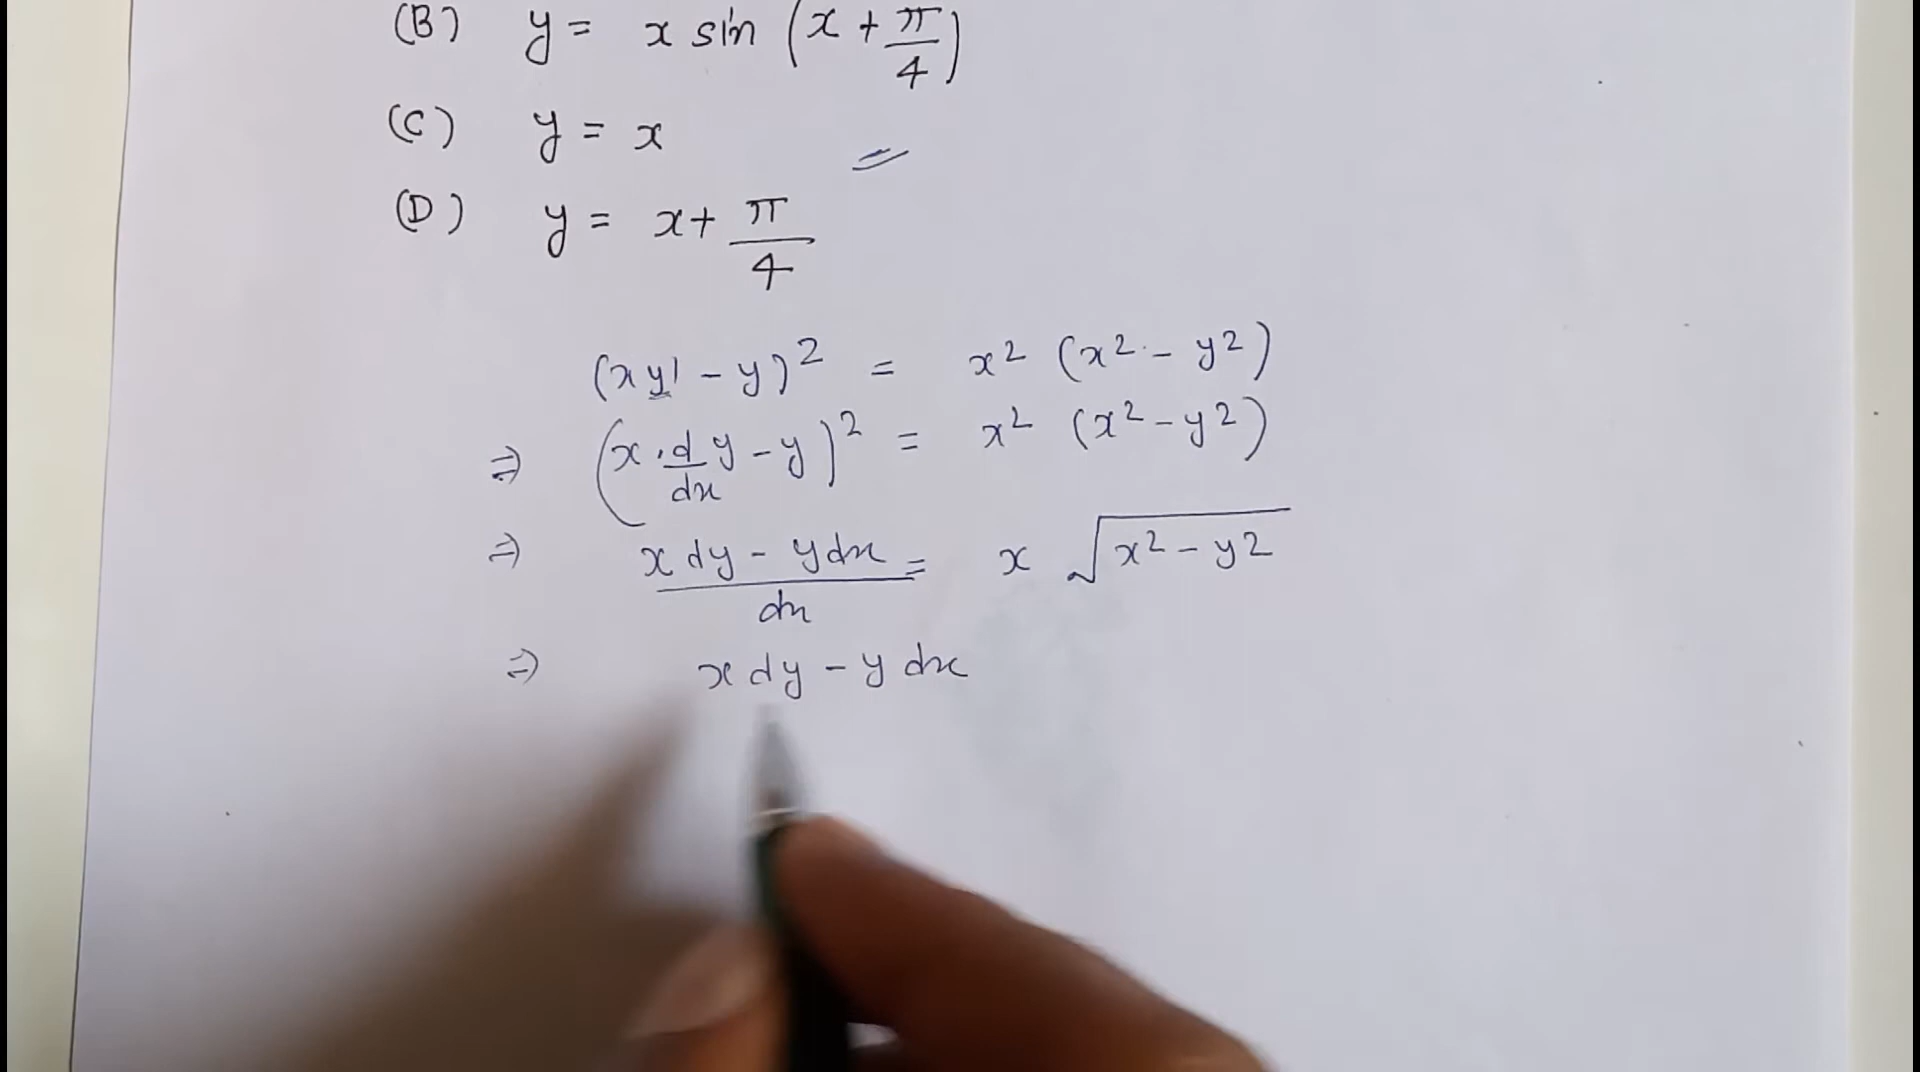 (B) y = x sin (x + π/4)
(C) y = x
(D) y = x + π/4
(xy' - y)² = x² (x² - y²)
⇒ (x . d/dx y - y)² = x² (x² - y²)
⇒ (x dy - y dx)/dx = x √(x² - y²)
⇒ x dy - y dx